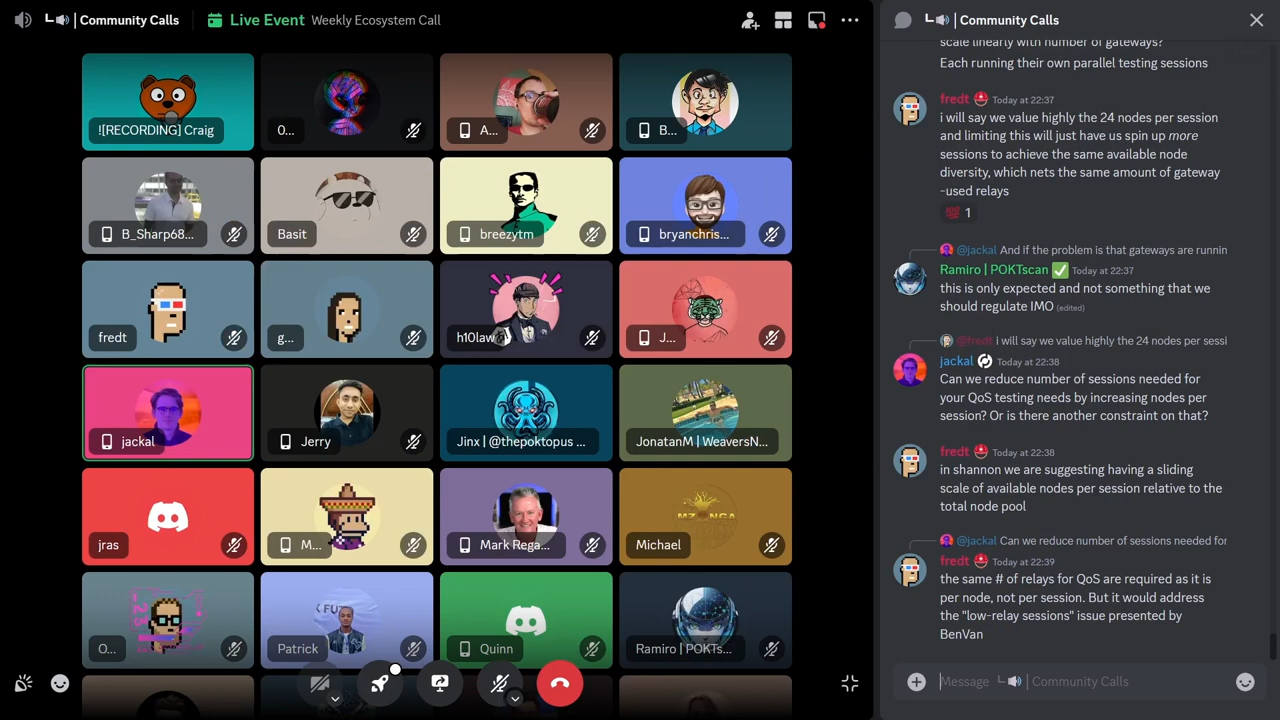 Community Calls
Live Event Weekly Ecosystem Call
![RECORDING] Craig
O...
A...
B...
B_Sharp68...
Basit
breezytm
bryanchris...
fredt
g...
h10law
J...
jackal
Jerry
Jinx | @thepoktopus ...
JonatanM | WeaversN...
jras
M...
Mark Rega...
MZONGA
Michael
O...
K FU
Patrick
Quinn
Ramiro | POKTs...
Community Calls
scale linearly with number of gateways?
Each running their own parallel testing sessions
fredt Today at 22:37
i will say we value highly the 24 nodes per session
and limiting this will just have us spin up more
sessions to achieve the same available node
diversity, which nets the same amount of gateway
-used relays
💯 1
@jackal And if the problem is that gateways are runnin
Ramiro | POKTscan Today at 22:37
this is only expected and not something that we
should regulate IMO (edited)
@fredt i will say we value highly the 24 nodes per sessi
jackal Today at 22:38
Can we reduce number of sessions needed for
your QoS testing needs by increasing nodes per
session? Or is there another constraint on that?
fredt Today at 22:38
in shannon we are suggesting having a sliding
scale of available nodes per session relative to the
total node pool
@jackal Can we reduce number of sessions needed for
fredt Today at 22:39
the same # of relays for QoS are required as it is
per node, not per session. But it would address
the "low-relay sessions" issue presented by
BenVan
Message Community Calls